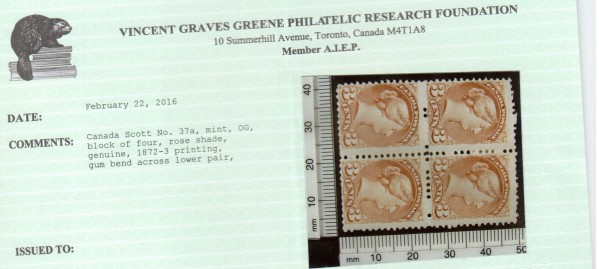 VINCENT GRAVES GREENE PHILATELIC RESEARCH FOUNDATION
10 Summerhill Avenue, Toronto, Canada M4T1A8
Member A.I.E.P.
DATE: February 22, 2016
COMMENTS: Canada Scott No. 37a, mint, OG,
block of four, rose shade,
genuine, 1872-3 printing,
gum bend across lower pair,
ISSUED TO:
40
30
20
10
mm
mm 10 20 30 40 50